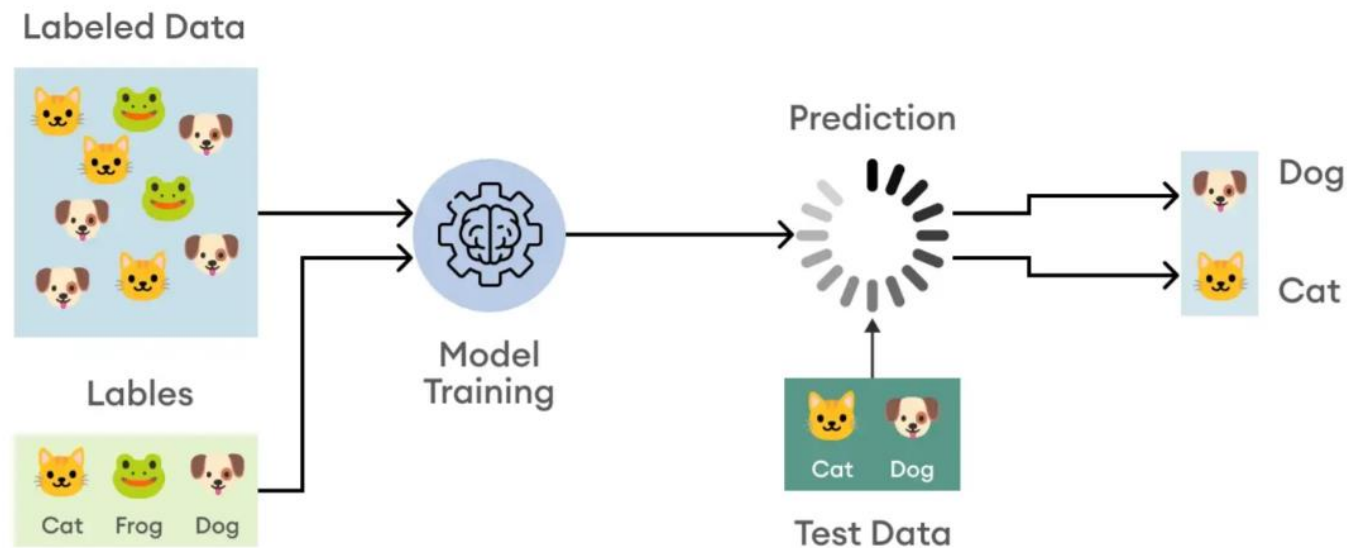 Labeled Data
Lables
Cat Frog Dog
Model
Training
Prediction
Cat Dog
Test Data
Dog
Cat